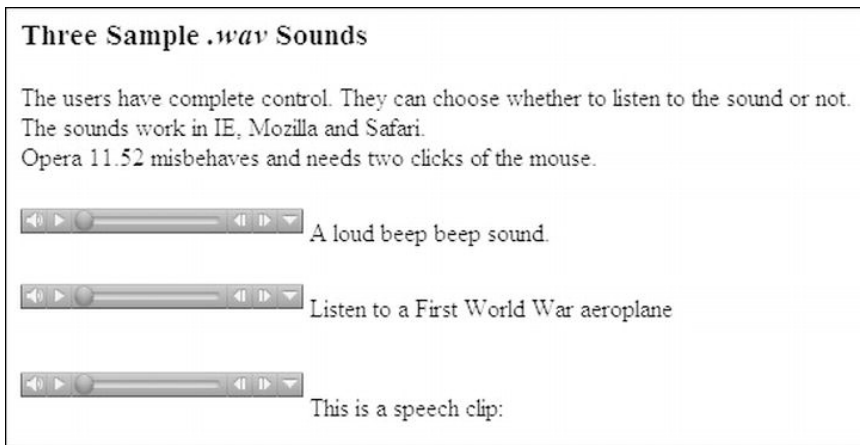 Three Sample .wav Sounds
The users have complete control. They can choose whether to listen to the sound or not.
The sounds work in IE, Mozilla and Safari.
Opera 11.52 misbehaves and needs two clicks of the mouse.
A loud beep beep sound.
Listen to a First World War aeroplane
This is a speech clip: